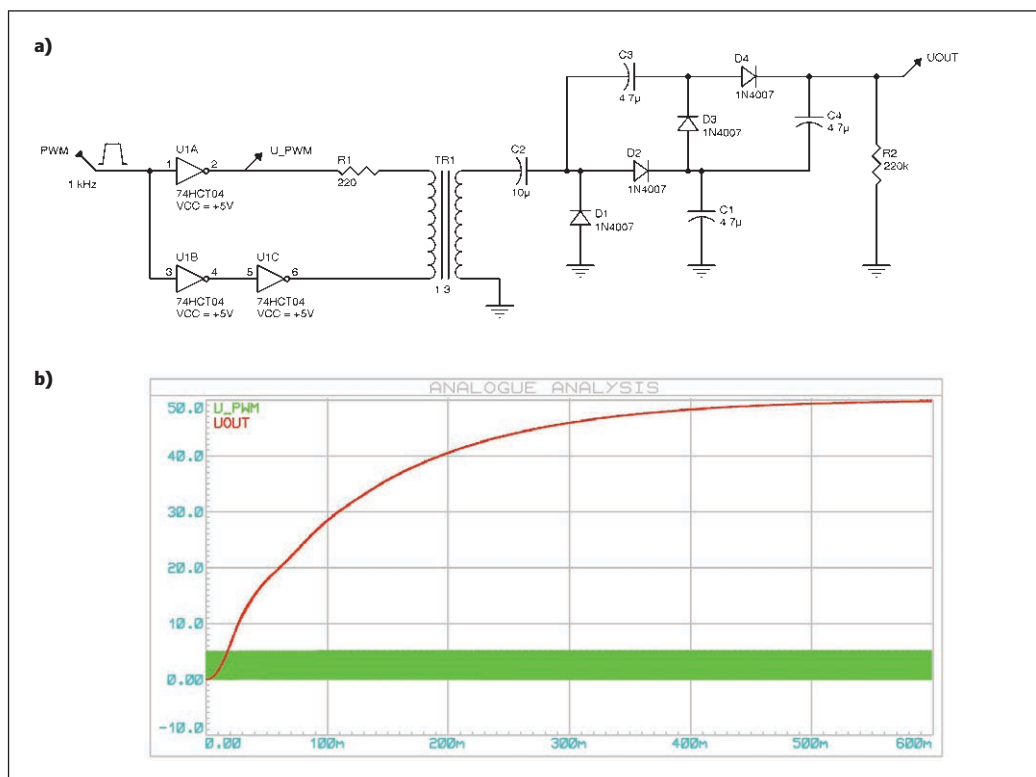 a)
C3
4.7µ
D4
1N4007
UOUT
D3
1N4007
C4
4.7µ
PWM
1 kHz
U1A
1
2
74HCT04
VCC = +5V
U_PWM
R1
220
TR1
1 3
C2
10µ
D2
1N4007
D1
1N4007
C1
4.7µ
R2
220k
U1B
3
4
74HCT04
VCC = +5V
U1C
5
6
74HCT04
VCC = +5V
b)
ANALOGUE ANALYSIS
U_PWM
UOUT
50.0
40.0
30.0
20.0
10.0
0.00
-10.0
0.00
100m
200m
300m
400m
500m
600m